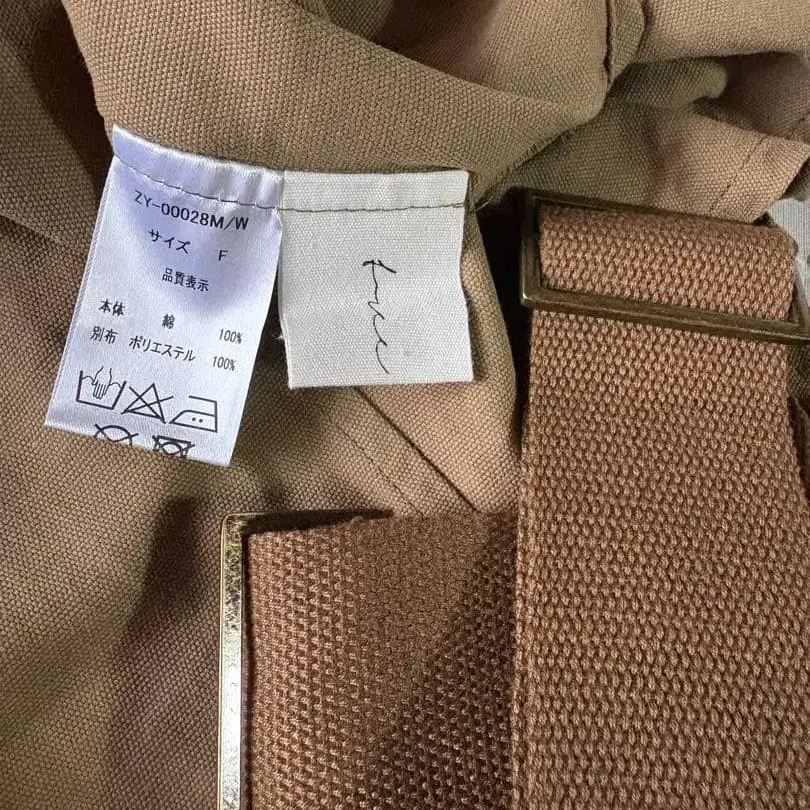 ZY-00028M/W
サイズ F
品質表示
本体 綿 100%
別布 ポリエステル 100%